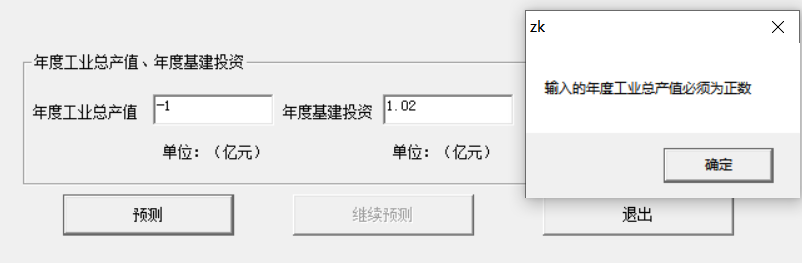 zk
年度工业总产值、年度基建投资
输入的年度工业总产值必须为正数
年度工业总产值 -1 年度基建投资 1.02
单位：（亿元） 单位：（亿元）
确定
预测 继续预测 退出